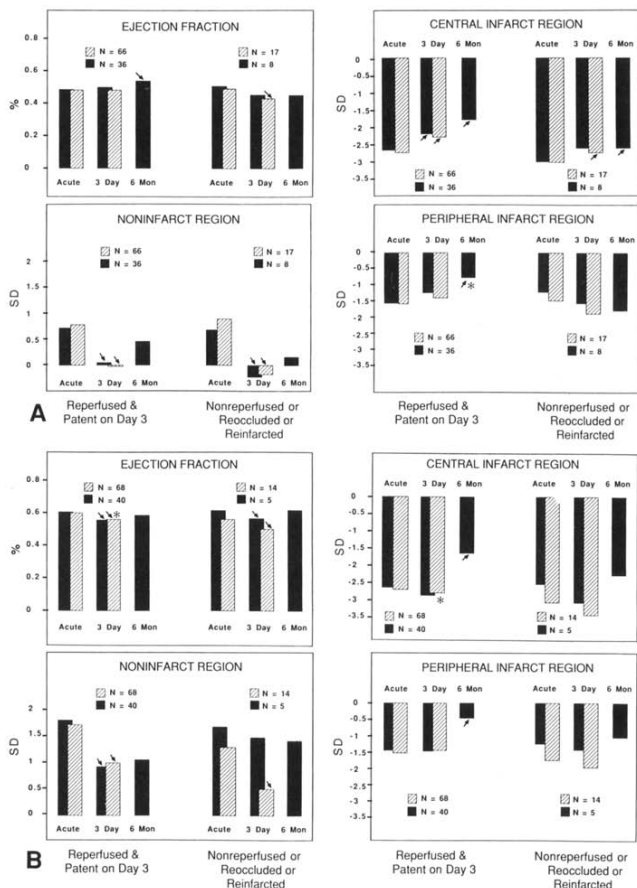 EJECTION FRACTION
0.8
0.6
0.4
0.2
0
%
N = 66
N = 36
N = 17
N = 8
Acute 3 Day 6 Mon Acute 3 Day 6 Mon
CENTRAL INFARCT REGION
Acute 3 Day 6 Mon Acute 3 Day 6 Mon
0
-.5
-1
-1.5
-2
-2.5
-3
-3.5
SD
N = 66
N = 36
N = 17
N = 8
NONINFARCT REGION
N = 66
N = 36
N = 17
N = 8
2
1.5
1
0.5
0
SD
Acute 3 Day 6 Mon Acute 3 Day 6 Mon
PERIPHERAL INFARCT REGION
Acute 3 Day 6 Mon Acute 3 Day 6 Mon
0
-.5
-1
-1.5
-2
-2.5
-3
-3.5
SD
*
N = 66
N = 36
N = 17
N = 8
A
Reperfused &
Patent on Day 3
Nonreperfused or
Reoccluded or
Reinfarcted
Reperfused &
Patent on Day 3
Nonreperfused or
Reoccluded or
Reinfarcted
EJECTION FRACTION
0.8
0.6
0.4
0.2
0
%
N = 68
N = 40
N = 14
N = 5
*
Acute 3 Day 6 Mon Acute 3 Day 6 Mon
CENTRAL INFARCT REGION
Acute 3 Day 6 Mon Acute 3 Day 6 Mon
0
-.5
-1
-1.5
-2
-2.5
-3
-3.5
SD
*
N = 68
N = 40
N = 14
N = 5
NONINFARCT REGION
N = 68
N = 40
N = 14
N = 5
2
1.5
1
0.5
0
SD
Acute 3 Day 6 Mon Acute 3 Day 6 Mon
PERIPHERAL INFARCT REGION
Acute 3 Day 6 Mon Acute 3 Day 6 Mon
0
-.5
-1
-1.5
-2
-2.5
-3
-3.5
SD
N = 68
N = 40
N = 14
N = 5
B
Reperfused &
Patent on Day 3
Nonreperfused or
Reoccluded or
Reinfarcted
Reperfused &
Patent on Day 3
Nonreperfused or
Reoccluded or
Reinfarcted